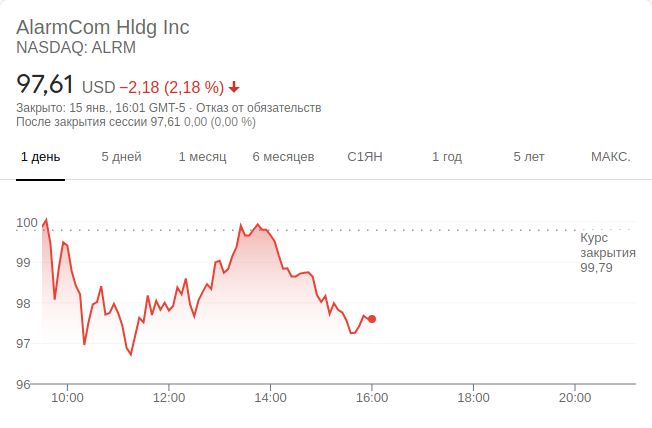 AlarmCom Hldg Inc
NASDAQ: ALRM
97,61 USD −2,18 (2,18 %)
Закрыто: 15 янв., 16:01 GMT-5 · Отказ от обязательств
После закрытия сессии 97,61 0,00 (0,00 %)
1 день 5 дней 1 месяц 6 месяцев С1ЯН 1 год 5 лет МАКС.
100
Курс
закрытия
99,79
99
98
97
96
10:00 12:00 14:00 16:00 18:00 20:00